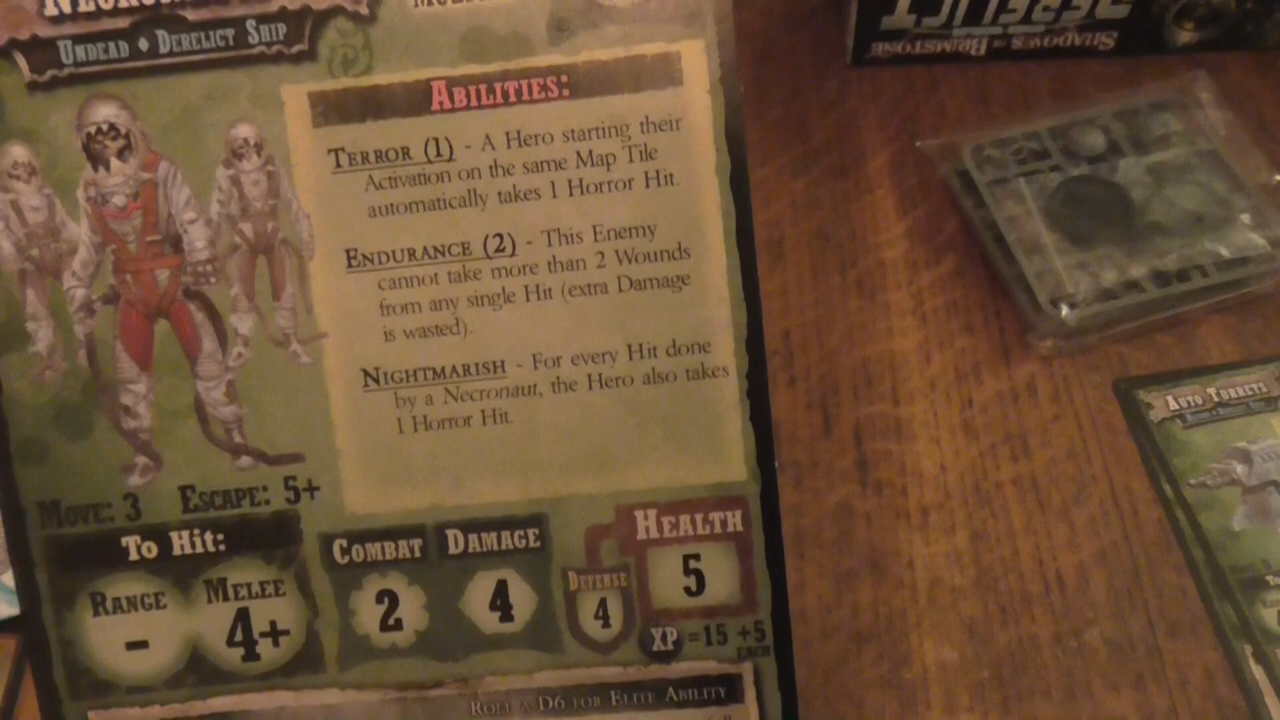 UNDEAD ♦ DERELICT SHIP
ABILITIES:
TERROR (1) - A Hero starting their
Activation on the same Map Tile
automatically takes 1 Horror Hit.
ENDURANCE (2) - This Enemy
cannot take more than 2 Wounds
from any single Hit (extra Damage
is wasted).
NIGHTMARISH - For every Hit done
by a Necronaut, the Hero also takes
1 Horror Hit.
MOVE: 3 ESCAPE: 5+
TO HIT:
RANGE
-
MELEE
4+
COMBAT
2
DAMAGE
4
DEFENSE
4
HEALTH
5
XP =15 +5
EACH
ROLL A D6 FOR ELITE ABILITY
DERELICT
SHADOWS OF BRIMSTONE
AUTO TURRETS